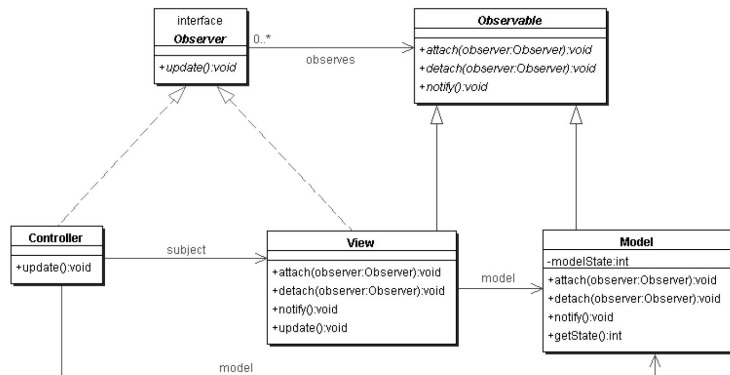 interface
Observer
+update():void
0..*
observes
Observable
+attach(observer:Observer):void
+detach(observer:Observer):void
+notify():void
Controller
+update():void
subject
View
+attach(observer:Observer):void
+detach(observer:Observer):void
+notify():void
+update():void
model
Model
-modelState:int
+attach(observer:Observer):void
+detach(observer:Observer):void
+notify():void
+getState():int
model